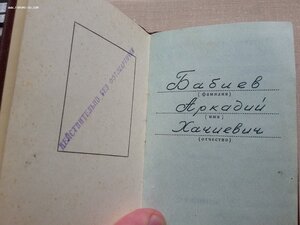 ДЕЙСТВИТЕЛЬНО БЕЗ ФОТОКАРТОЧКИ
Бабиев
(фамилия)
Аркадий
(имя)
Хачиевич
(отчество)